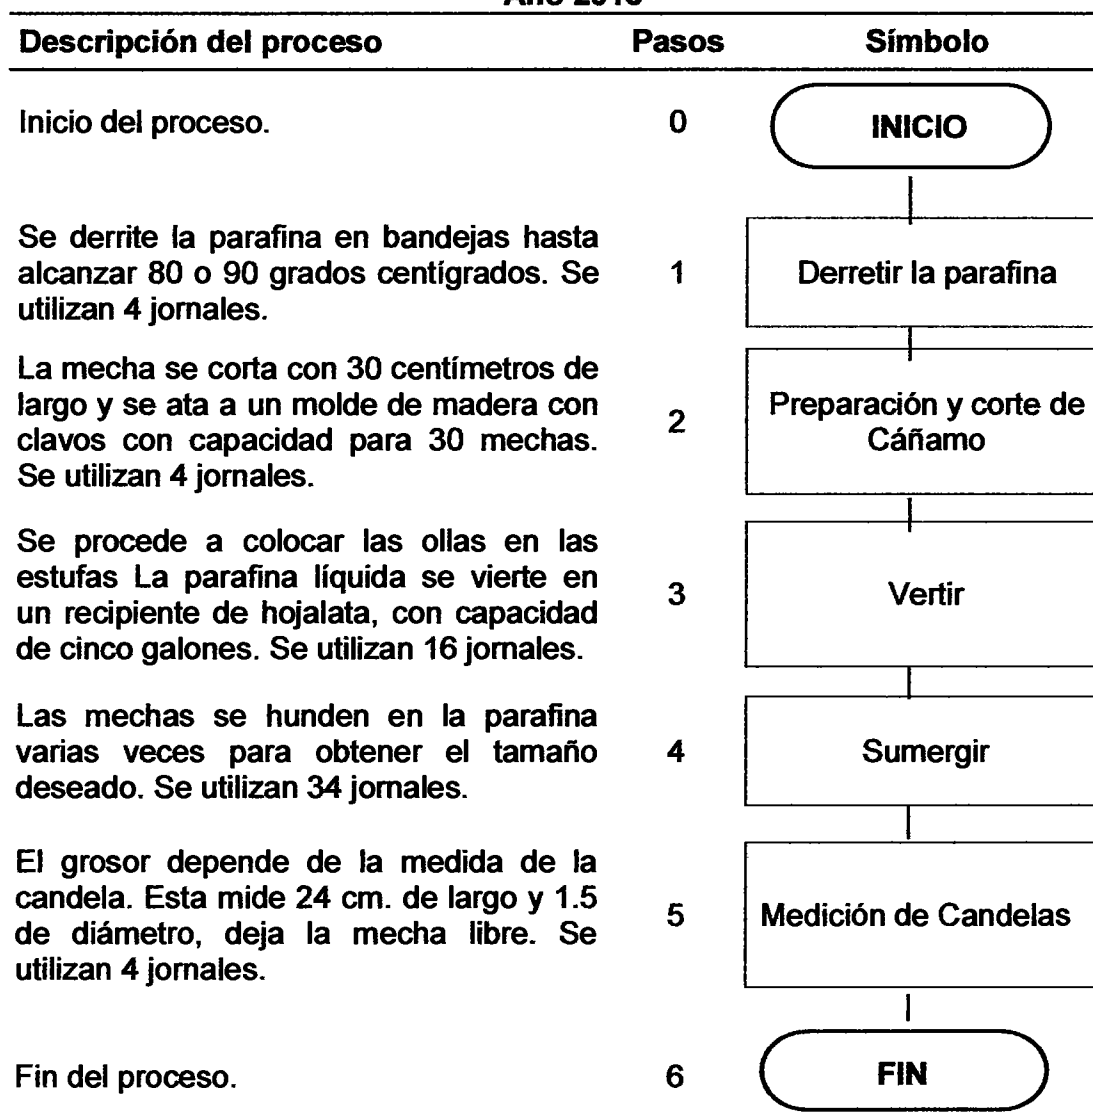 Descripción del proceso Pasos Símbolo
Inicio del proceso. 0 INICIO
Se derrite la parafina en bandejas hasta
alcanzar 80 o 90 grados centígrados. Se
utilizan 4 jornales.
1 Derretir la parafina
La mecha se corta con 30 centímetros de
largo y se ata a un molde de madera con
clavos con capacidad para 30 mechas.
Se utilizan 4 jornales.
2 Preparación y corte de
Cáñamo
Se procede a colocar las ollas en las
estufas La parafina líquida se vierte en
un recipiente de hojalata, con capacidad
de cinco galones. Se utilizan 16 jornales.
3 Vertir
Las mechas se hunden en la parafina
varias veces para obtener el tamaño
deseado. Se utilizan 34 jornales.
4 Sumergir
El grosor depende de la medida de la
candela. Esta mide 24 cm. de largo y 1.5
de diámetro, deja la mecha libre. Se
utilizan 4 jornales.
5 Medición de Candelas
Fin del proceso. 6 FIN